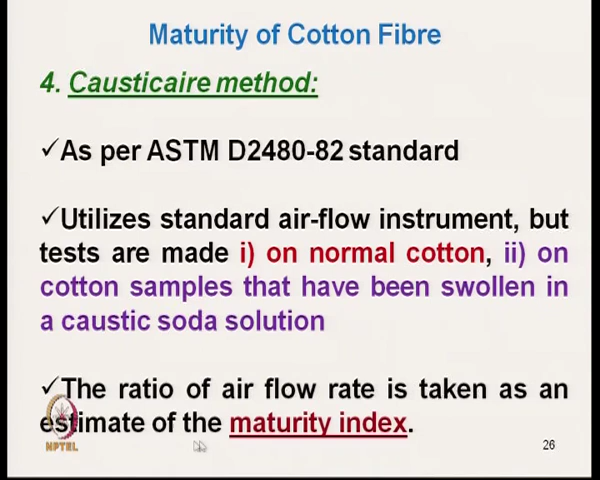 Maturity of Cotton Fibre
4. Causticaire method:
✓As per ASTM D2480-82 standard
✓Utilizes standard air-flow instrument, but
tests are made i) on normal cotton, ii) on
cotton samples that have been swollen in
a caustic soda solution
✓The ratio of air flow rate is taken as an
estimate of the maturity index.
NPTEL
26